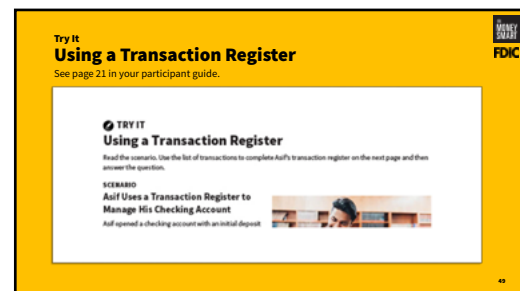 Try It
Using a Transaction Register
See page 21 in your participant guide.
MONEY
SMART
FDIC
TRY IT
Using a Transaction Register
Read the scenario. Use the list of transactions to complete Asif's transaction register on the next page and then
answer the question.
SCENARIO
Asif Uses a Transaction Register to
Manage His Checking Account
Asif opened a checking account with an initial deposit
49